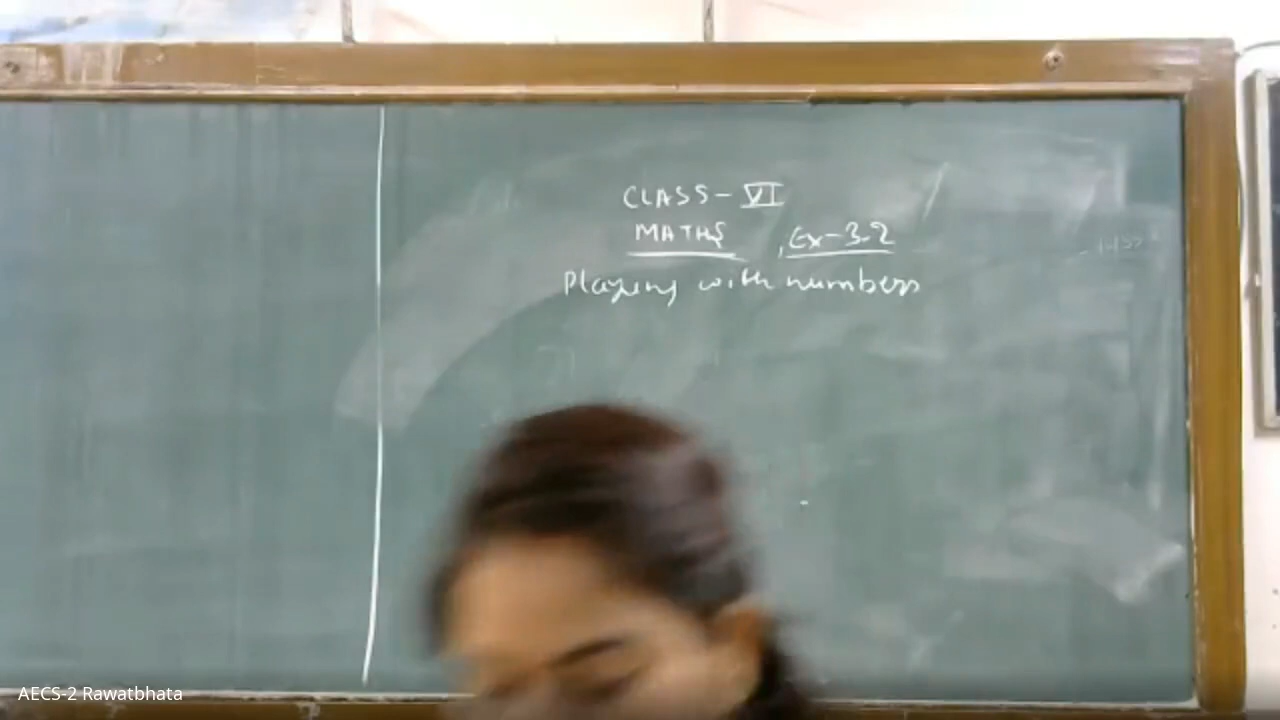 CLASS-VI
MATHS , Ex-3.2
Playing with numbers
AECS-2 Rawatbhata